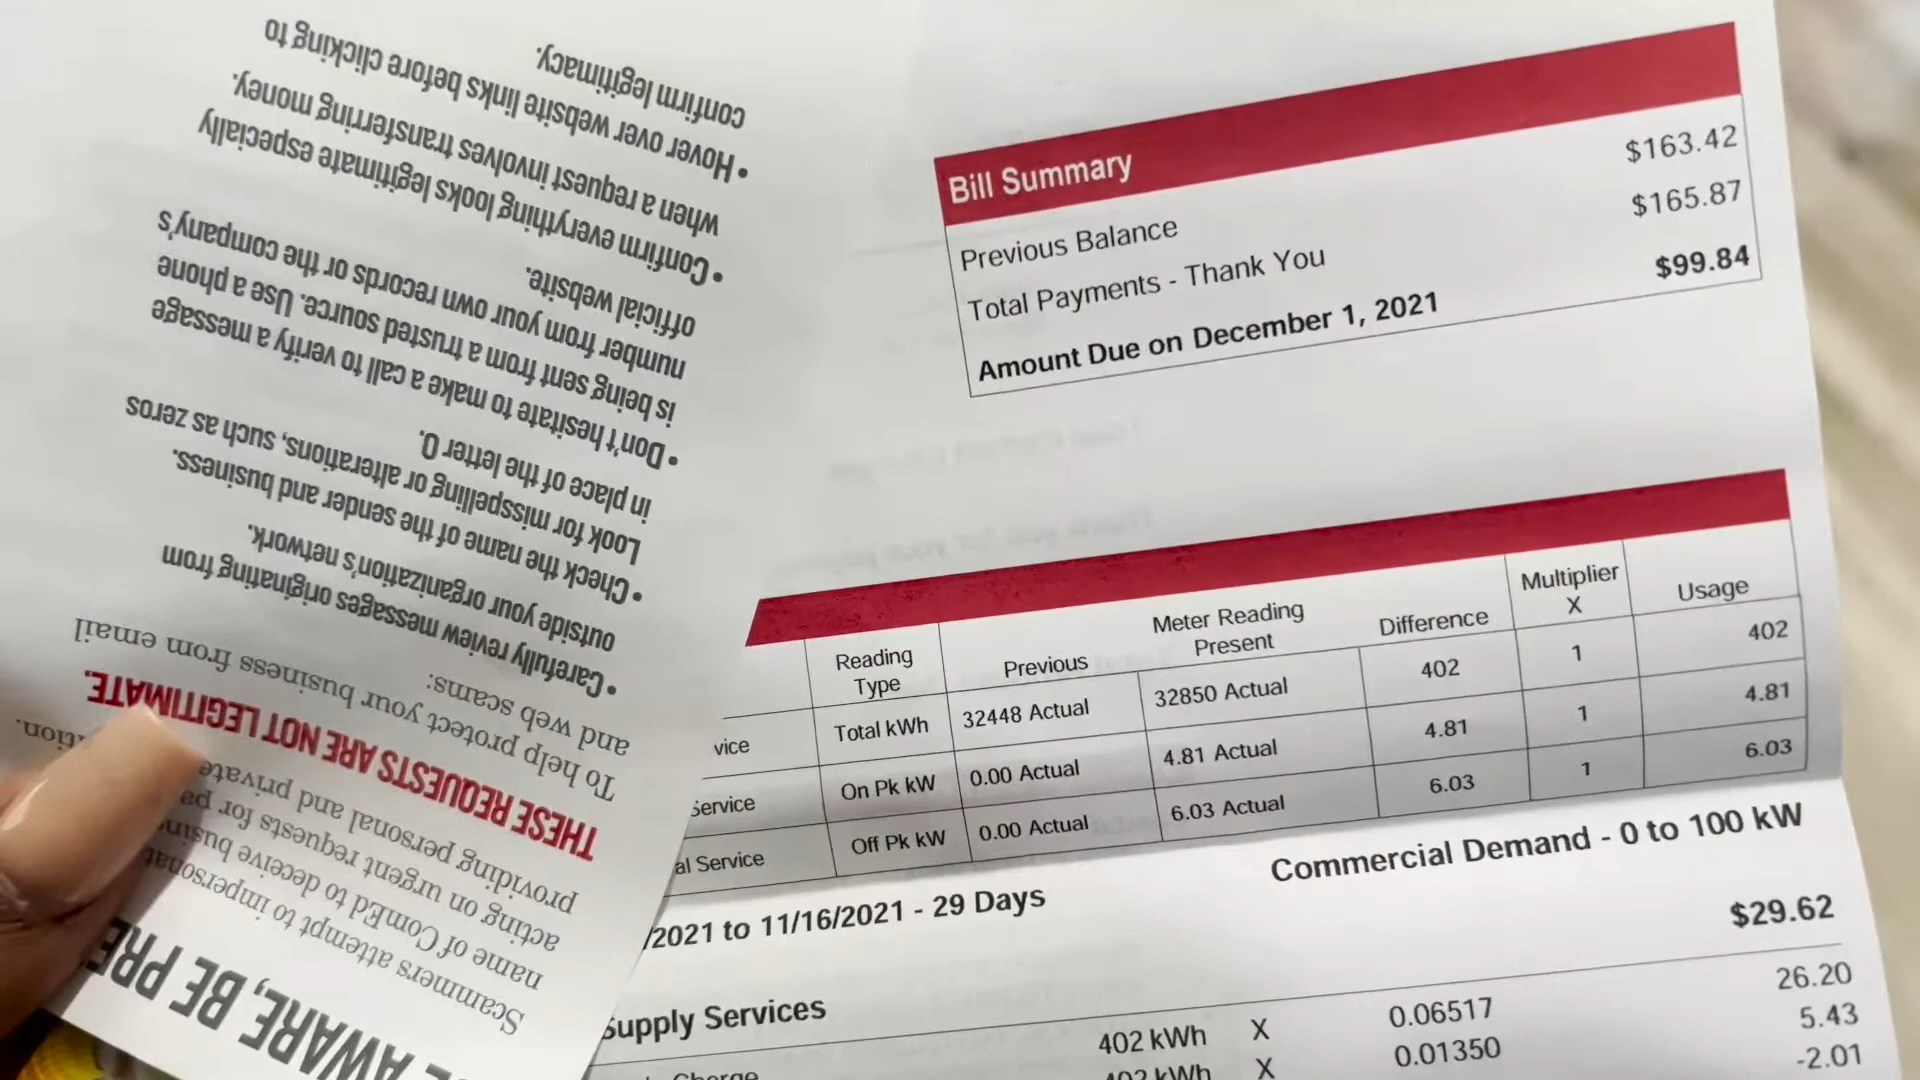 Bill Summary
Previous Balance $163.42
Total Payments - Thank You $165.87
Amount Due on December 1, 2021 $99.84
Reading Type Previous Meter Reading Present Difference Multiplier X Usage
vice Total kWh 32448 Actual 32850 Actual 402 1 402
Service On Pk kW 0.00 Actual 4.81 Actual 4.81 1 4.81
al Service Off Pk kW 0.00 Actual 6.03 Actual 6.03 1 6.03
/2021 to 11/16/2021 - 29 Days Commercial Demand - 0 to 100 kW
Supply Services $29.62
402 kWh X 0.06517 26.20
402 kWh X 0.01350 5.43
-2.01
E AWARE, BE PRE
Scammers attempt to impersonat
name of ComEd to deceive busin
acting on urgent requests for pa
providing personal and private
ation.
THESE REQUESTS ARE NOT LEGITIMATE.
To help protect your business from email
and web scams:
• Carefully review messages originating from
outside your organization's network.
• Check the name of the sender and business.
Look for misspelling or alterations, such as zeros
in place of the letter O.
• Don't hesitate to make a call to verify a message
is being sent from a trusted source. Use a phone
number from your own records or the company's
official website.
• Confirm everything looks legitimate especially
when a request involves transferring money.
• Hover over website links before clicking to
confirm legitimacy.